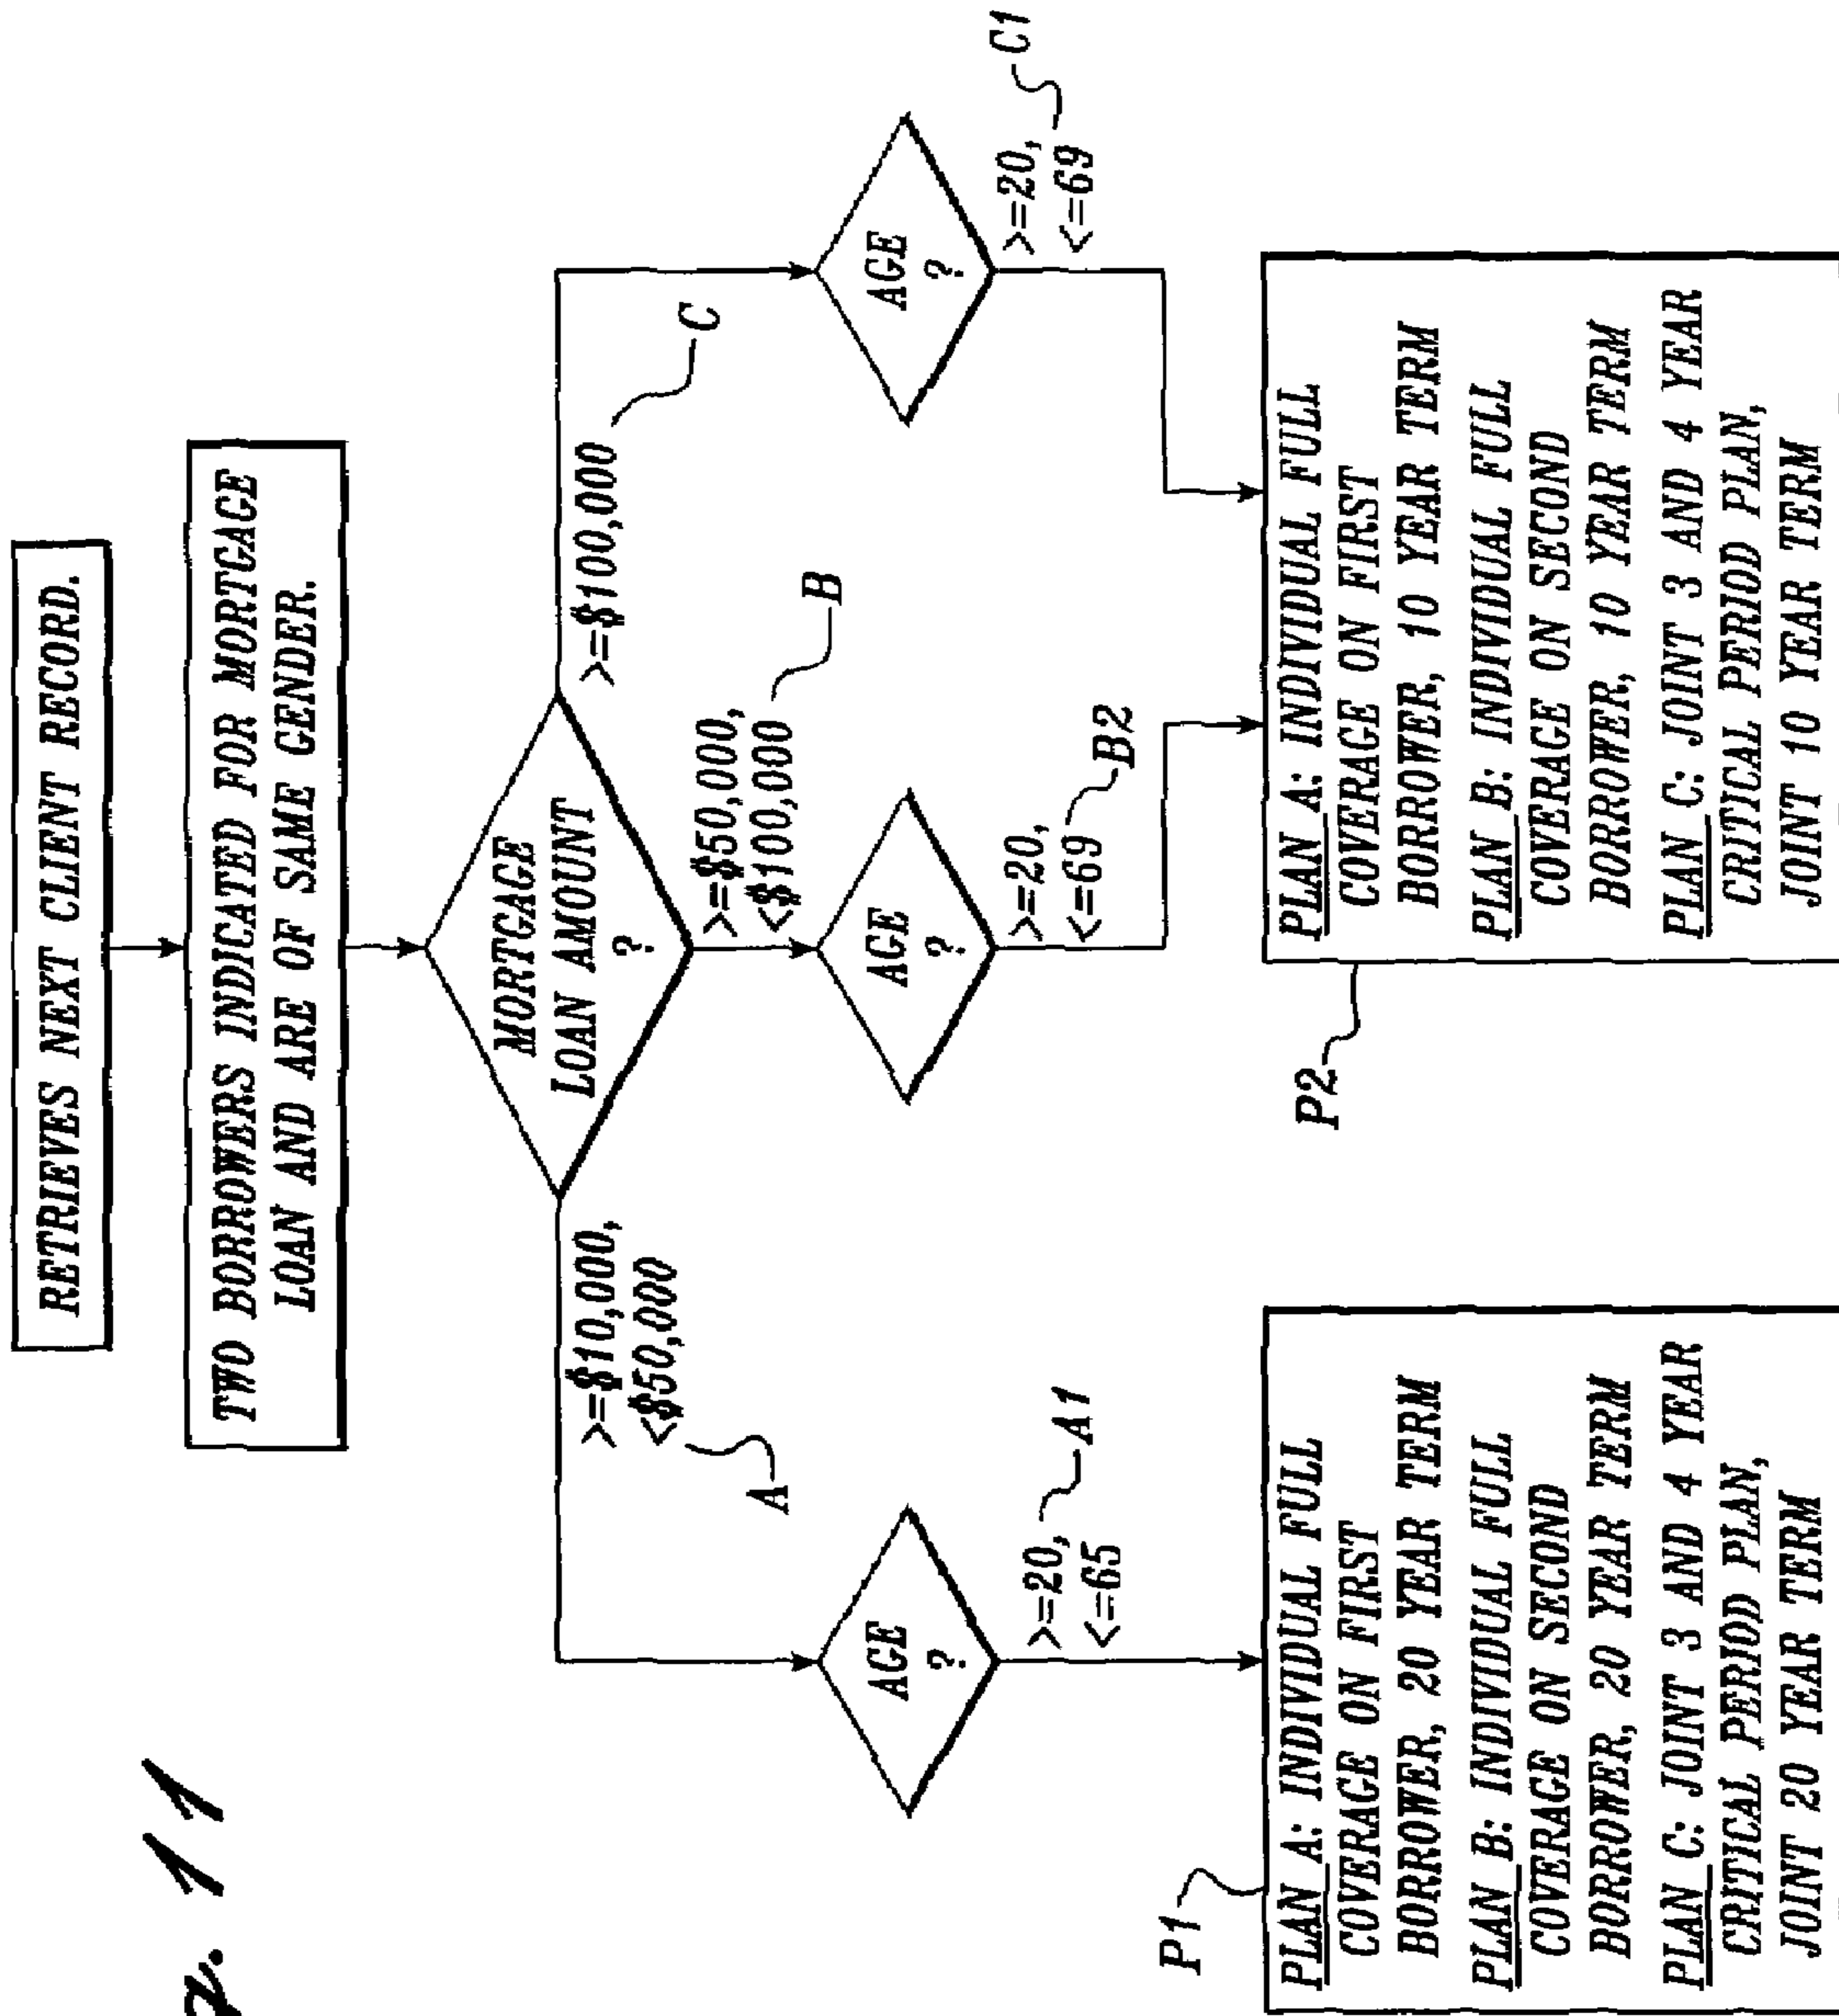 11
RETRIEVES NEXT CLIENT RECORD.
TWO BORROWERS INDICATED FOR MORTGAGE
LOAN AND ARE OF SAME GENDER.
MORTGAGE
LOAN AMOUNT
?
>=$10,000,
<$50,000
A
>=$50,000,
<$100,000
B
>=$100,000
C
AGE
?
>=20,
<=65
A1
AGE
?
>=20,
<=69
B2
AGE
?
>=20,
<=69
C1
P1
PLAN A: INDIVIDUAL FULL
COVERAGE ON FIRST
BORROWER, 20 YEAR TERM
PLAN B: INDIVIDUAL FULL
COVERAGE ON SECOND
BORROWER, 20 YEAR TERM
PLAN C: JOINT 3 AND 4 YEAR
CRITICAL PERIOD PLAN,
JOINT 20 YEAR TERM
P2
PLAN A: INDIVIDUAL FULL
COVERAGE ON FIRST
BORROWER, 10 YEAR TERM
PLAN B: INDIVIDUAL FULL
COVERAGE ON SECOND
BORROWER, 10 YEAR TERM
PLAN C: JOINT 3 AND 4 YEAR
CRITICAL PERIOD PLAN,
JOINT 10 YEAR TERM